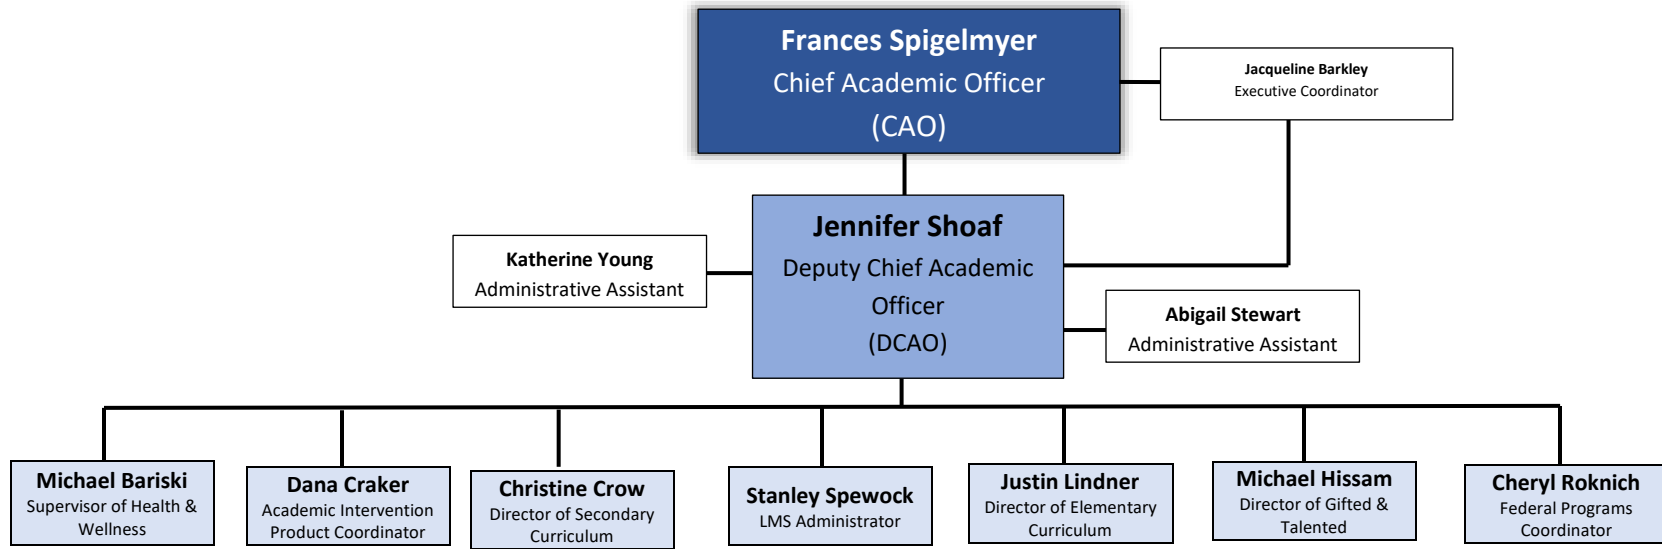 Frances Spigelmyer
Chief Academic Officer
(CAO)
Jacqueline Barkley
Executive Coordinator
Jennifer Shoaf
Deputy Chief Academic
Officer
(DCAO)
Katherine Young
Administrative Assistant
Abigail Stewart
Administrative Assistant
Michael Bariski
Supervisor of Health &
Wellness
Dana Craker
Academic Intervention
Product Coordinator
Christine Crow
Director of Secondary
Curriculum
Stanley Spewock
LMS Administrator
Justin Lindner
Director of Elementary
Curriculum
Michael Hissam
Director of Gifted &
Talented
Cheryl Roknich
Federal Programs
Coordinator